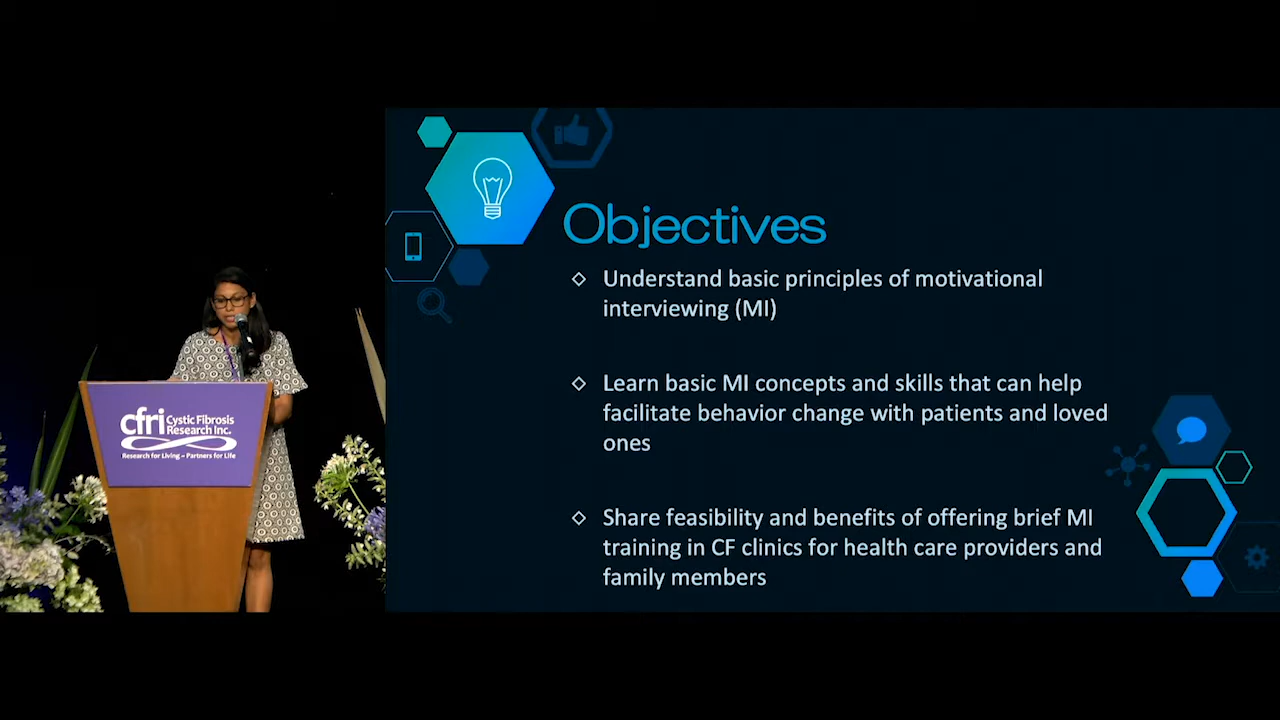 cfri Cystic Fibrosis
Research Inc.
Research for Living ~ Partners for Life
Objectives
Understand basic principles of motivational
interviewing (MI)
Learn basic MI concepts and skills that can help
facilitate behavior change with patients and loved
ones
Share feasibility and benefits of offering brief MI
training in CF clinics for health care providers and
family members